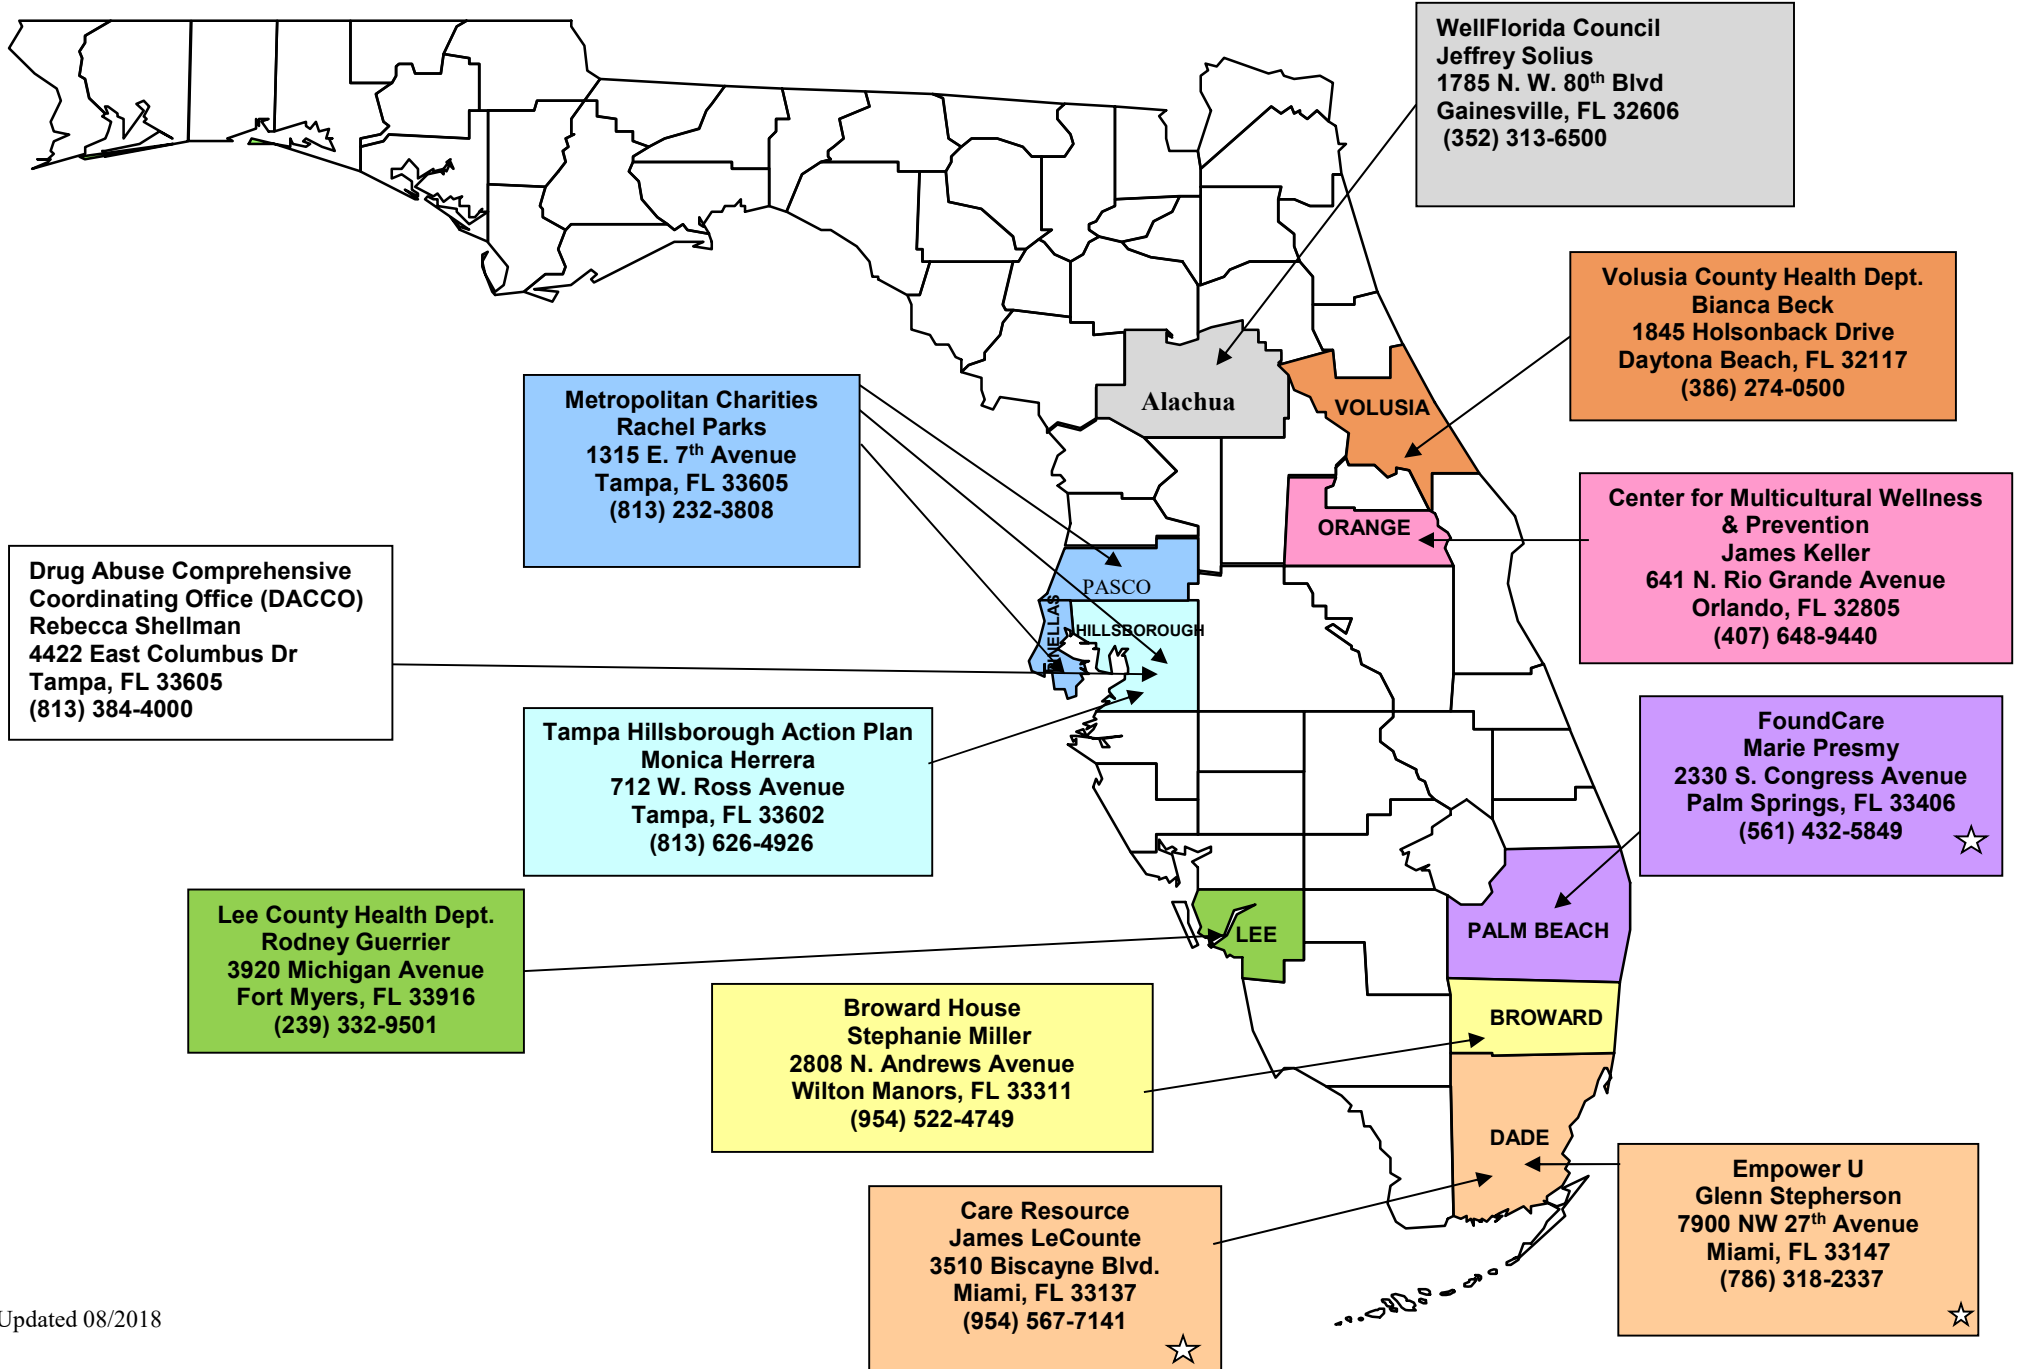 WellFlorida Council
Jeffrey Solius
1785 N. W. 80th Blvd
Gainesville, FL 32606
(352) 313-6500
Volusia County Health Dept.
Bianca Beck
1845 Holsonback Drive
Daytona Beach, FL 32117
(386) 274-0500
Metropolitan Charities
Rachel Parks
1315 E. 7th Avenue
Tampa, FL 33605
(813) 232-3808
Alachua
VOLUSIA
Center for Multicultural Wellness
& Prevention
James Keller
641 N. Rio Grande Avenue
Orlando, FL 32805
(407) 648-9440
ORANGE
Drug Abuse Comprehensive
Coordinating Office (DACCO)
Rebecca Shellman
4422 East Columbus Dr
Tampa, FL 33605
(813) 384-4000
PASCO
PINELLAS
HILLSBOROUGH
Tampa Hillsborough Action Plan
Monica Herrera
712 W. Ross Avenue
Tampa, FL 33602
(813) 626-4926
FoundCare
Marie Presmy
2330 S. Congress Avenue
Palm Springs, FL 33406
(561) 432-5849
Lee County Health Dept.
Rodney Guerrier
3920 Michigan Avenue
Fort Myers, FL 33916
(239) 332-9501
LEE
PALM BEACH
Broward House
Stephanie Miller
2808 N. Andrews Avenue
Wilton Manors, FL 33311
(954) 522-4749
BROWARD
DADE
Care Resource
James LeCounte
3510 Biscayne Blvd.
Miami, FL 33137
(954) 567-7141
Empower U
Glenn Stepherson
7900 NW 27th Avenue
Miami, FL 33147
(786) 318-2337
Updated 08/2018